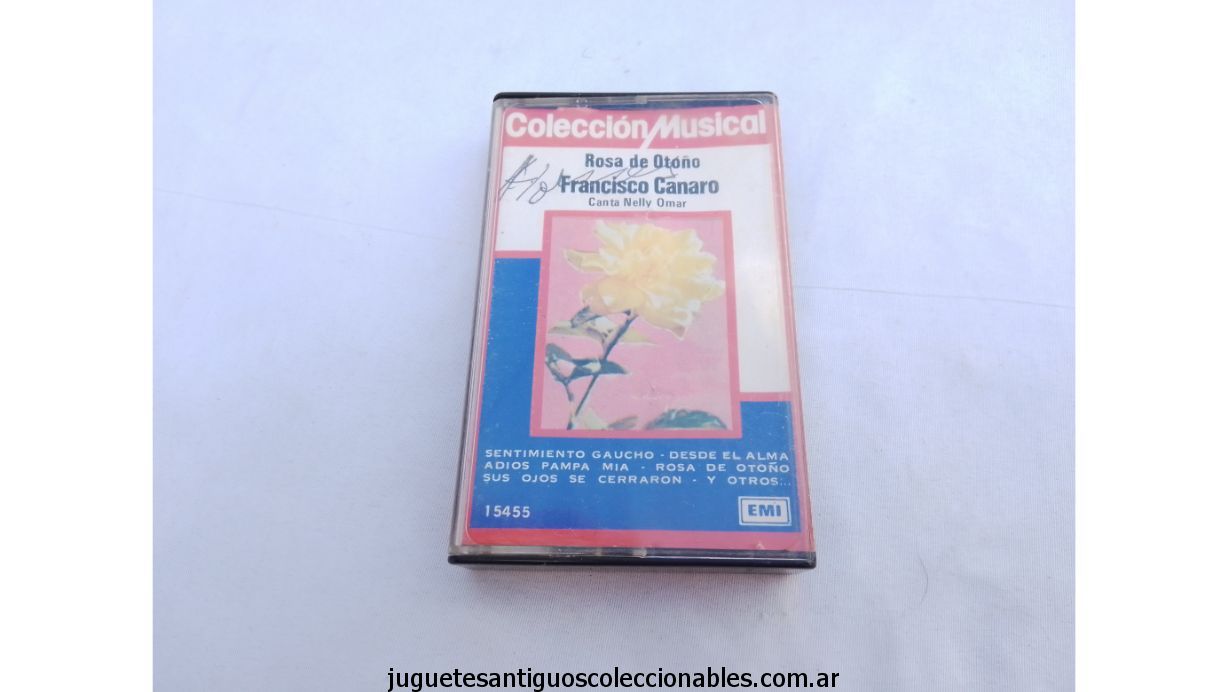 Colección Musical
Rosa de Otoño
Francisco Canaro
Canta Nelly Omar
SENTIMIENTO GAUCHO - DESDE EL ALMA
ADIOS PAMPA MIA - ROSA DE OTOÑO
SUS OJOS SE CERRARON - Y OTROS...
15455
EMI
juguetesantiguoscoleccionables.com.ar